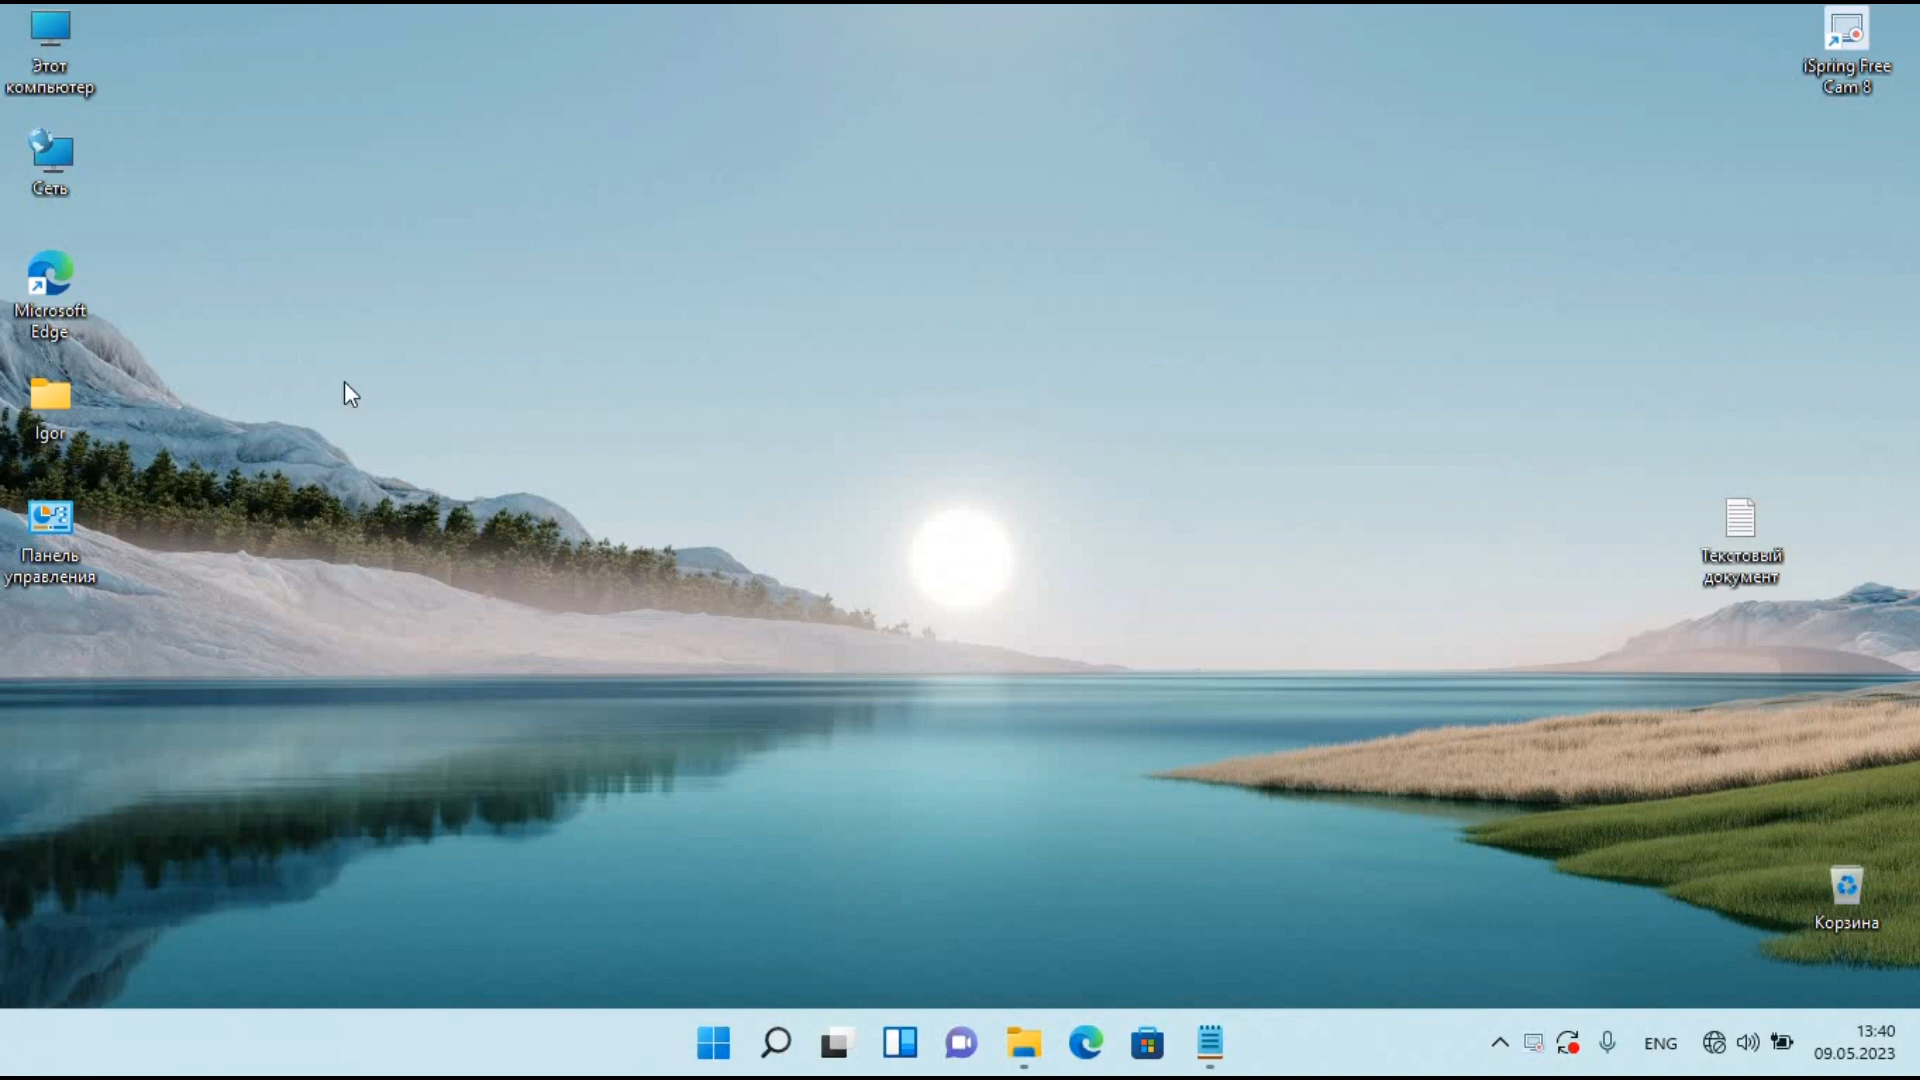 Этот
компьютер
iSpring Free
Cam 8
Сеть
Microsoft
Edge
Igor
Панель
управления
Текстовый
документ
Корзина
ENG
13:40
09.05.2023